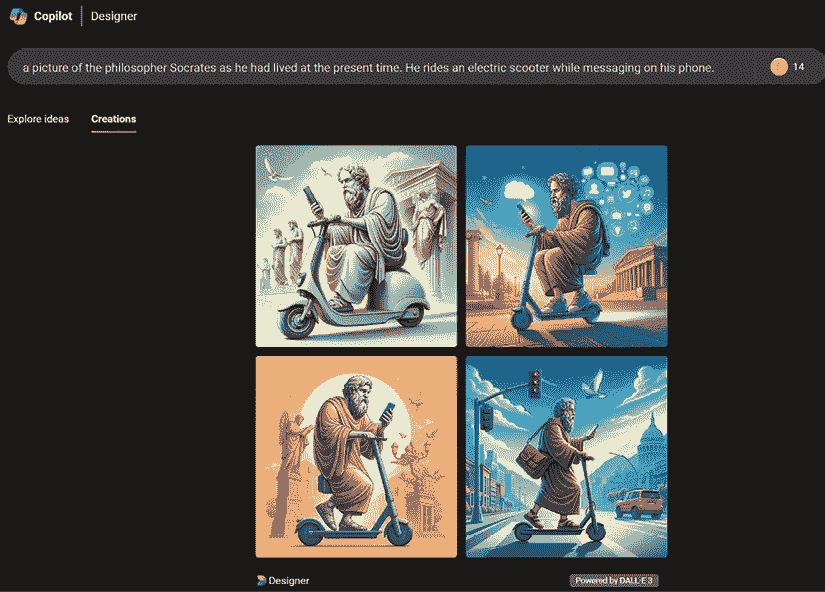 Copilot Designer
a picture of the philosopher Socrates as he had lived at the present time. He rides an electric scooter while messaging on his phone. 14
Explore ideas Creations
Designer Powered by DALL·E 3